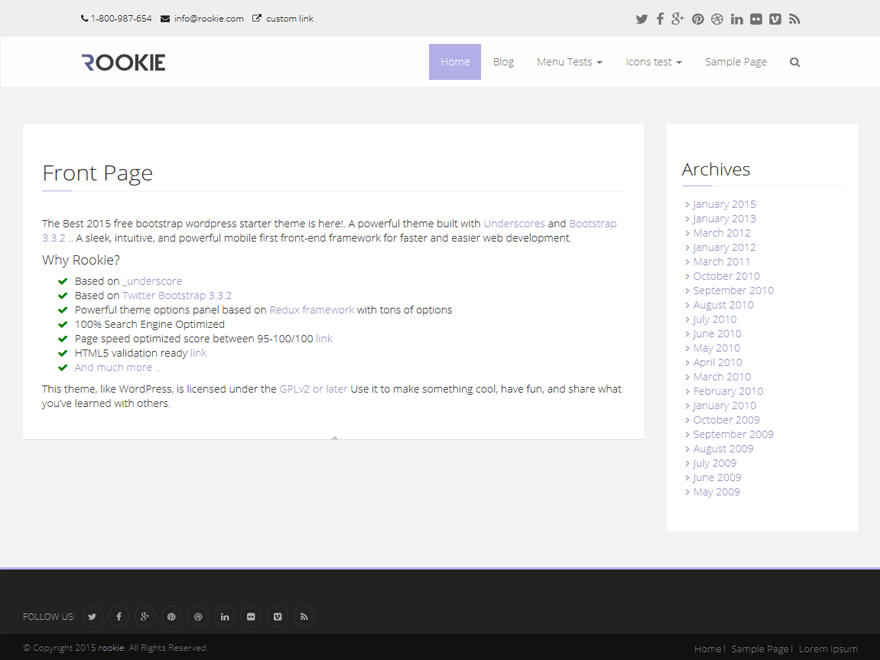 1-800-987-654 info@rookie.com custom link
ROOKIE
Home Blog Menu Tests Icons test Sample Page
Front Page
The Best 2015 free bootstrap wordpress starter theme is here!. A powerful theme built with Underscores and Bootstrap
3.3.2 .. A sleek, intuitive, and powerful mobile first front-end framework for faster and easier web development.
Why Rookie?
Based on _underscore
Based on Twitter Bootstrap 3.3.2
Powerful theme options panel based on Redux framework with tons of options
100% Search Engine Optimized
Page speed optimized score between 95-100/100 link
HTML5 validation ready link
And much more ..
This theme, like WordPress, is licensed under the GPLv2 or later Use it to make something cool, have fun, and share what
you've learned with others.
Archives
January 2015
January 2013
March 2012
January 2012
March 2011
October 2010
September 2010
August 2010
July 2010
June 2010
May 2010
April 2010
March 2010
February 2010
January 2010
October 2009
September 2009
August 2009
July 2009
June 2009
May 2009
FOLLOW US:
© Copyright 2015 rookie. All Rights Reserved.
Home | Sample Page | Lorem Ipsum